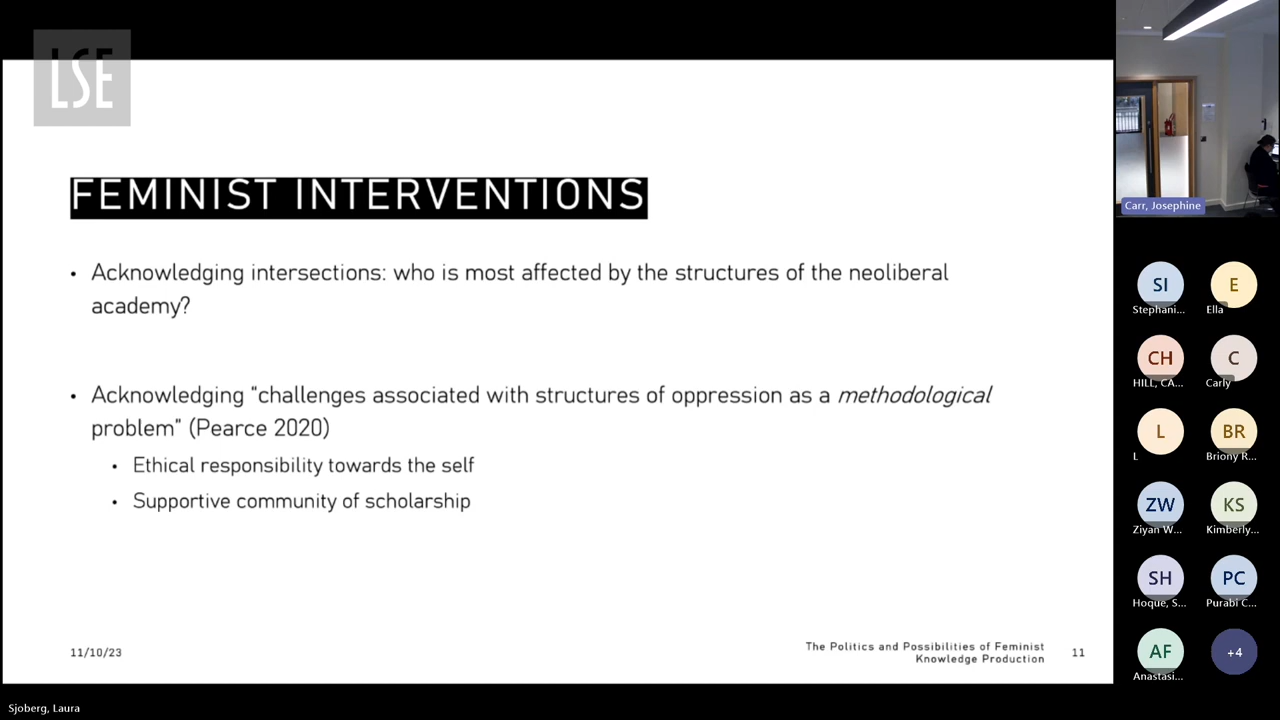 LSE
FEMINIST INTERVENTIONS
• Acknowledging intersections: who is most affected by the structures of the neoliberal
academy?
• Acknowledging "challenges associated with structures of oppression as a methodological
problem" (Pearce 2020)
• Ethical responsibility towards the self
• Supportive community of scholarship
11/10/23
The Politics and Possibilities of Feminist
Knowledge Production
11
Sjoberg, Laura
Carr, Josephine
SI
Stephani...
E
Ella
CH
HILL, CA...
C
Carly
L
L
BR
Briony R...
ZW
Ziyan W...
KS
Kimberly...
SH
Hoque, S...
PC
Purabi C...
AF
Anastasi...
+4